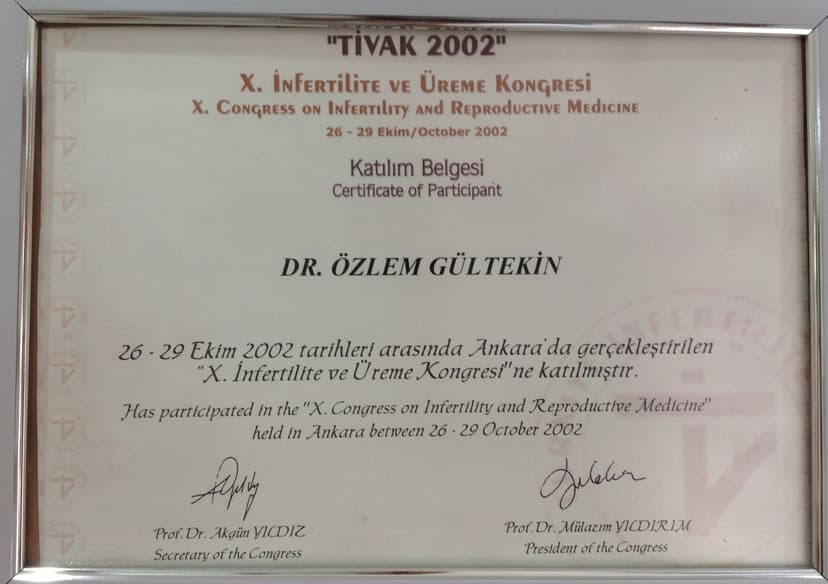 "TİVAK 2002"
X. İnfertilite ve Üreme Kongresi
X. Congress on Infertility and Reproductive Medicine
26 - 29 Ekim/October 2002
Katılım Belgesi
Certificate of Participant
DR. ÖZLEM GÜLTEKİN
26 - 29 Ekim 2002 tarihleri arasında Ankara'da gerçekleştirilen
"X. İnfertilite ve Üreme Kongresi"ne katılmıştır.
Has participated in the "X. Congress on Infertility and Reproductive Medicine"
held in Ankara between 26 - 29 October 2002
Prof. Dr. Akgün YILDIZ
Secretary of the Congress
Prof. Dr. Mülazım YILDIRIM
President of the Congress